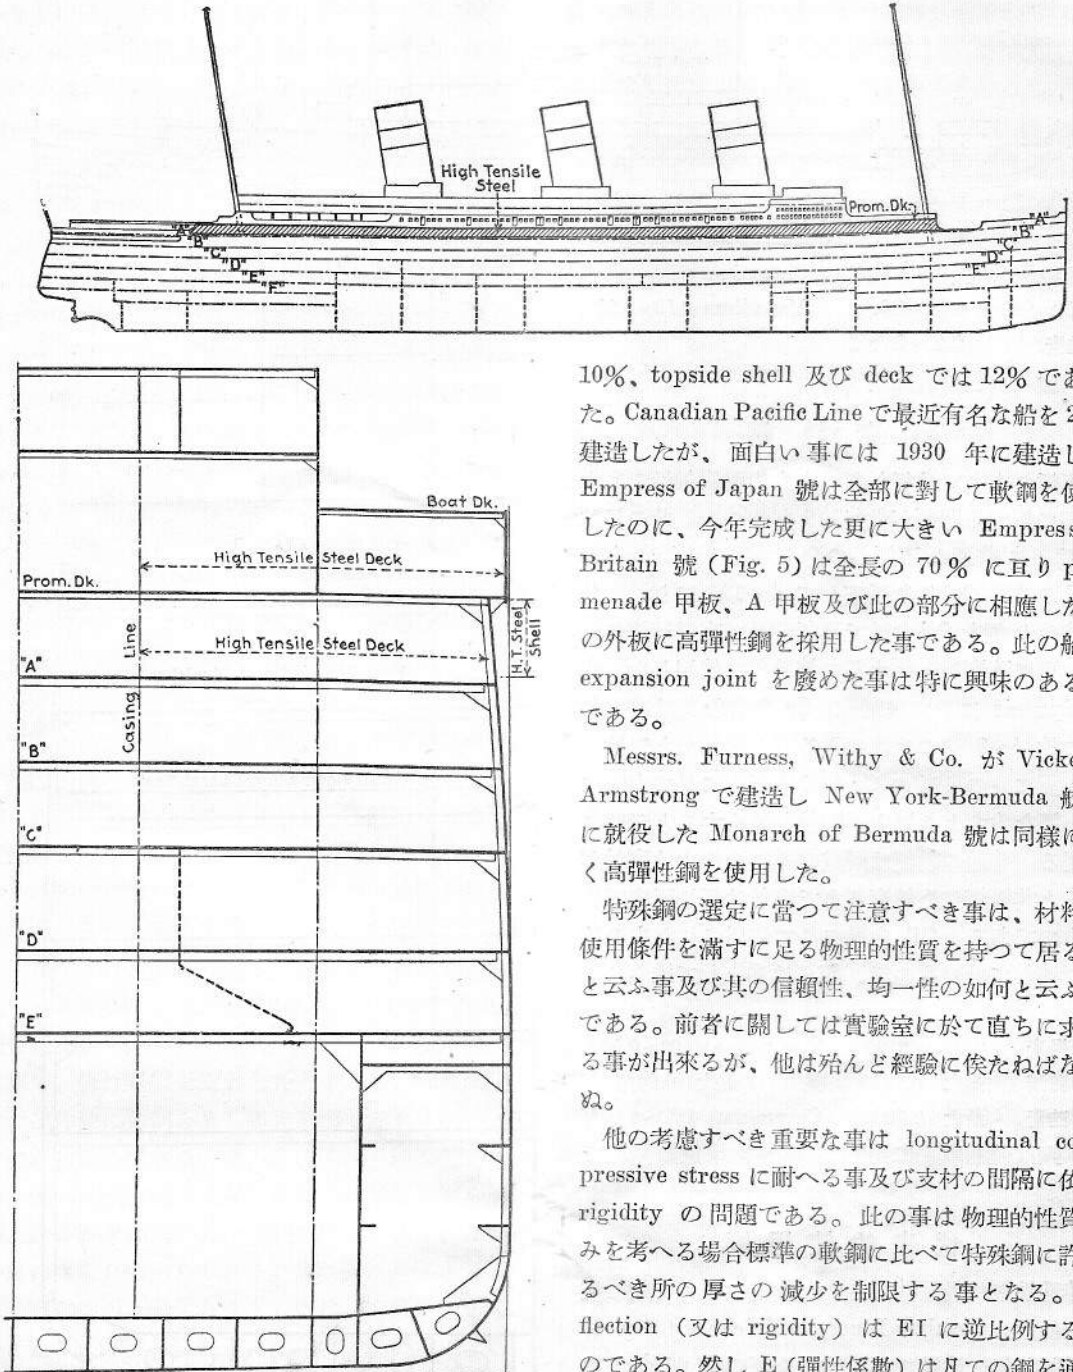 High Tensile
Steel
Prom. Dk.
"A"
"B"
"C"
"D"
"E"
"F"
"A"
"B"
"C"
"D"
"E"
Boat Dk.
High Tensile Steel Deck
Prom. Dk.
High Tensile Steel Deck
H.T. Steel
Shell
Casing Line
"A"
"B"
"C"
"D"
"E"
10%、topside shell 及び deck では 12% であ
た。Canadian Pacific Line で最近有名な船を 2
建造したが、面白い事には 1930 年に建造し
Empress of Japan 號は全部に對して軟鋼を使
したのに、今年完成した更に大きい Empress
Britain 號 (Fig. 5) は全長の 70% に亙り p
menade 甲板、A 甲板及び此の部分に相應した
の外板に高彈性鋼を採用した事である。此の船
expansion joint を廢めた事は特に興味のある
である。
Messrs. Furness, Withy & Co. が Vicke
Armstrong で建造し New York-Bermuda 航
に就役した Monarch of Bermuda 號は同樣に
く高彈性鋼を使用した。
特殊鋼の選定に當つて注意すべき事は、材料
使用條件を滿すに足る物理的性質を持つて居る
と云ふ事及び其の信賴性、均一性の如何と云ふ
である。前者に關しては實驗室に於て直ちに求
る事が出來るが、他は殆んど經驗に俟たねばな
ぬ。
他の考慮すべき重要な事は longitudinal co
pressive stress に耐へる事及び支材の間隔に依
rigidity の問題である。此の事は物理的性質
みを考へる場合標準の軟鋼に比べて特殊鋼に許
るべき所の厚さの減少を制限する事となる。
flection (又は rigidity) は EI に逆比例する
のである。然し E (彈性係數) は凡ての鋼を通